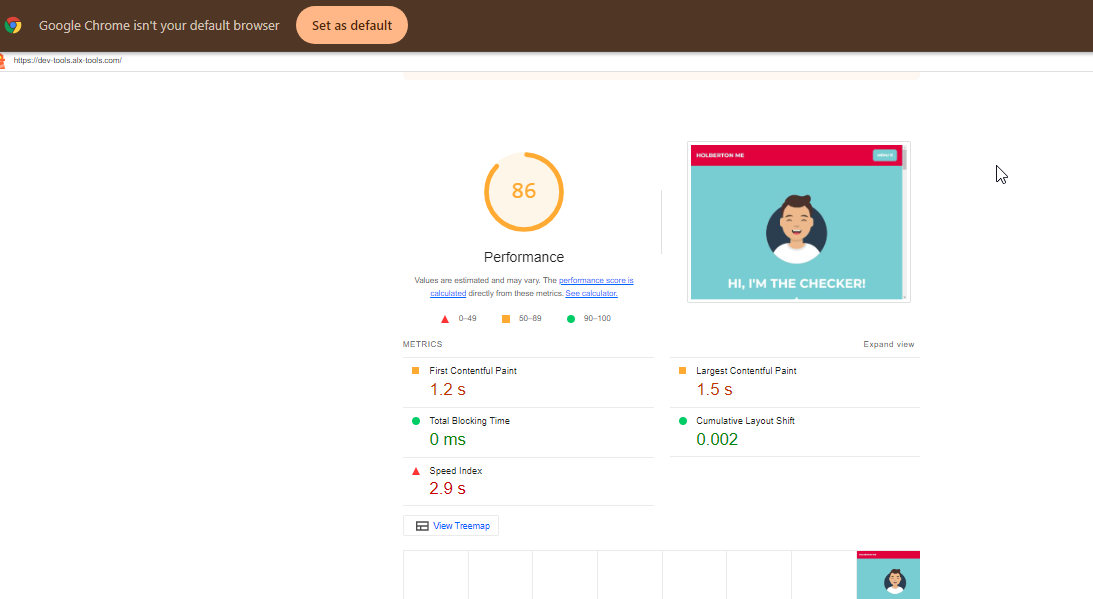 Google Chrome isn't your default browser
Set as default
https://dev-tools.alx-tools.com/
86
Performance
Values are estimated and may vary. The performance score is
calculated directly from these metrics. See calculator.
0–49
50–89
90–100
HOLBERTON ME
HI, I'M THE CHECKER!
METRICS
Expand view
First Contentful Paint
1.2 s
Largest Contentful Paint
1.5 s
Total Blocking Time
0 ms
Cumulative Layout Shift
0.002
Speed Index
2.9 s
View Treemap